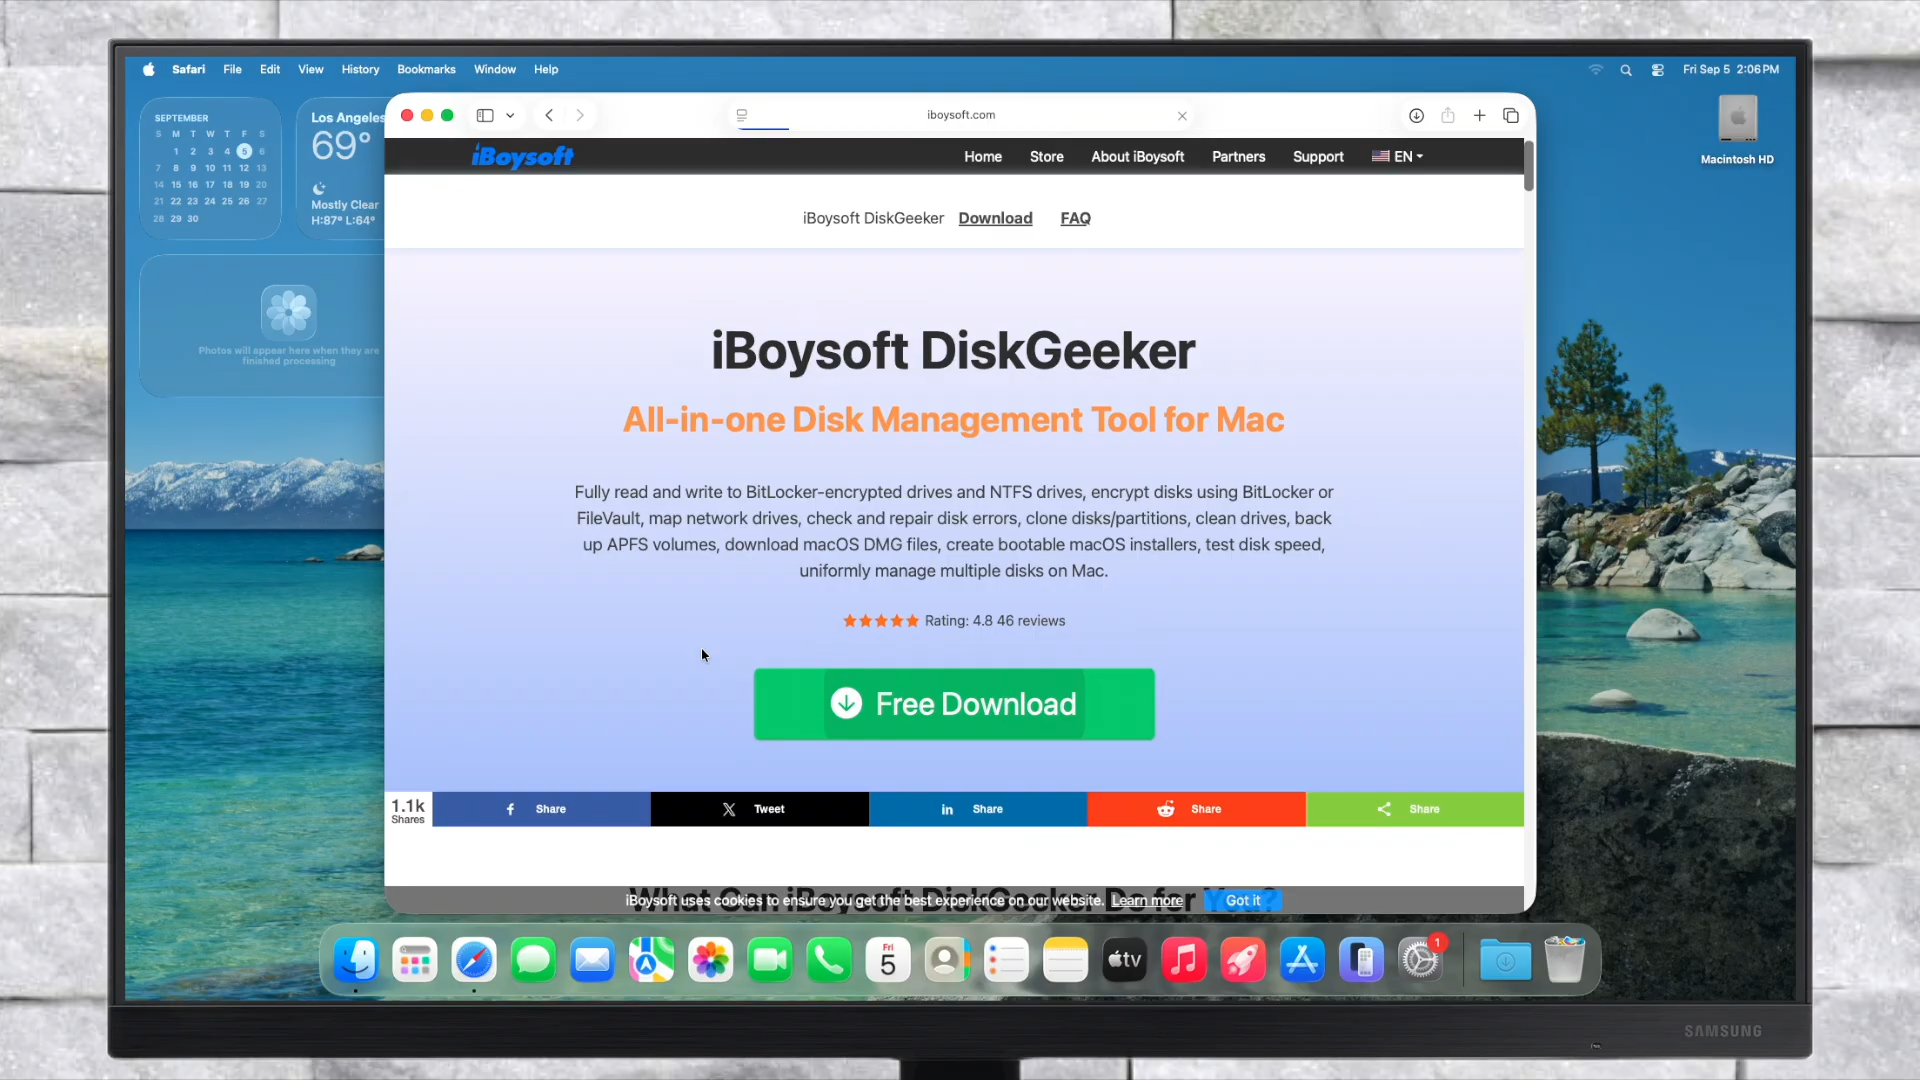 Safari File Edit View History Bookmarks Window Help
Fri Sep 5 2:06 PM
SEPTEMBER
S M T W T F S
1 2 3 4 5 6
7 8 9 10 11 12 13
14 15 16 17 18 19 20
21 22 23 24 25 26 27
28 29 30
Los Angeles
69°
Mostly Clear
H:87° L:64°
Photos will appear here when they are
finished processing
Macintosh HD
iboysoft.com
iBoysoft
Home Store About iBoysoft Partners Support EN
iBoysoft DiskGeeker Download FAQ
iBoysoft DiskGeeker
All-in-one Disk Management Tool for Mac
Fully read and write to BitLocker-encrypted drives and NTFS drives, encrypt disks using BitLocker or
FileVault, map network drives, check and repair disk errors, clone disks/partitions, clean drives, back
up APFS volumes, download macOS DMG files, create bootable macOS installers, test disk speed,
uniformly manage multiple disks on Mac.
Rating: 4.8 46 reviews
Free Download
1.1k
Shares
Share
Tweet
Share
Share
Share
What Can iBoysoft DiskGeeker Do for You?
iBoysoft uses cookies to ensure you get the best experience on our website. Learn more Got it
Fri
5
tv
1
SAMSUNG